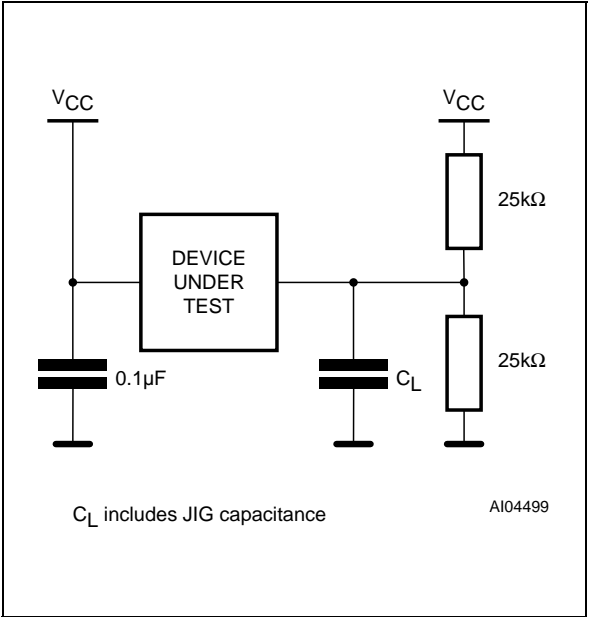 VCC
VCC
25kΩ
DEVICE
UNDER
TEST
0.1µF
CL
25kΩ
CL includes JIG capacitance
AI04499